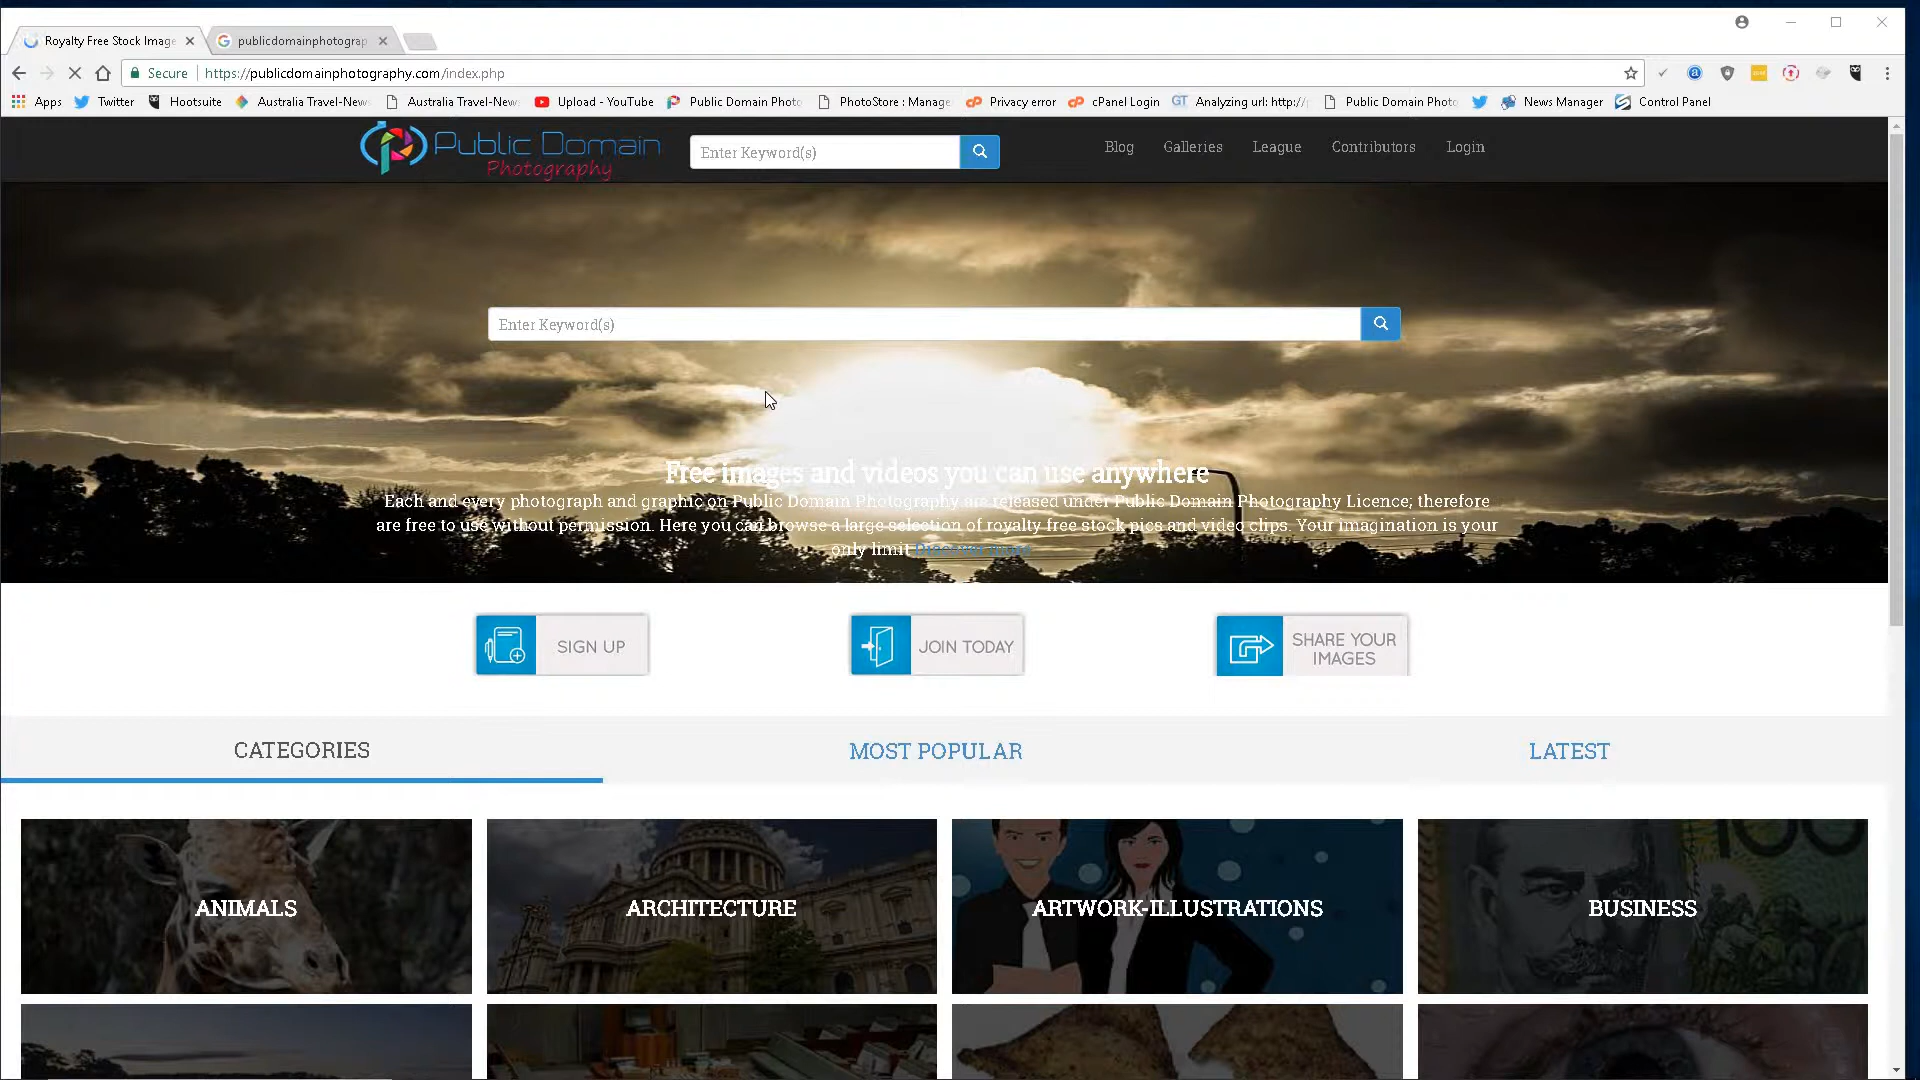 Royalty Free Stock Image
publicdomainphotograp
Secure https://publicdomainphotography.com/index.php
Apps Twitter Hootsuite Australia Travel-New Australia Travel-New Upload - YouTube Public Domain Photo PhotoStore : Manage Privacy error cPanel Login GT Analyzing url: http:// Public Domain Photo News Manager Control Panel
Public Domain
Photography
Enter Keyword(s)
Blog Galleries League Contributors Login
Enter Keyword(s)
Free images and videos you can use anywhere
Each and every photograph and graphic on Public Domain Photography are released under Public Domain Photography Licence; therefore
are free to use without permission. Here you can browse a large selection of royalty free stock pics and video clips. Your imagination is your
only limit
SIGN UP
JOIN TODAY
SHARE YOUR
IMAGES
CATEGORIES
MOST POPULAR
LATEST
ANIMALS
ARCHITECTURE
ARTWORK-ILLUSTRATIONS
BUSINESS
100